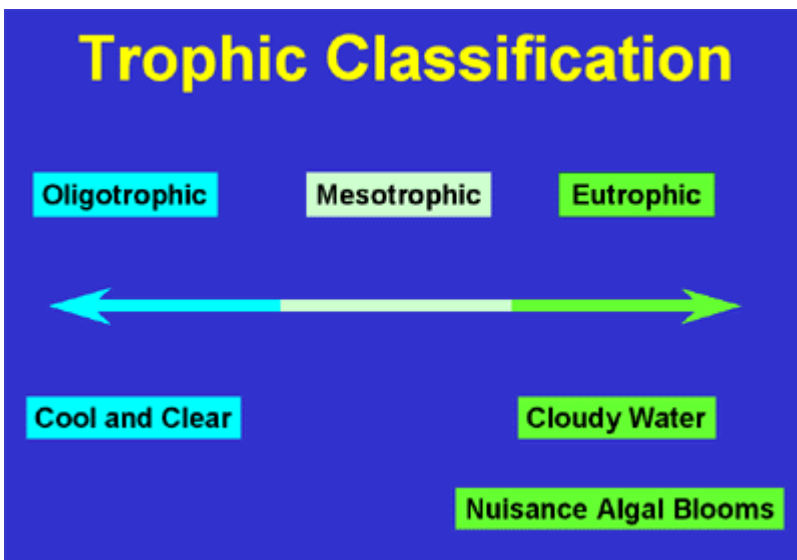 Trophic Classification
Oligotrophic
Mesotrophic
Eutrophic
Cool and Clear
Cloudy Water
Nuisance Algal Blooms